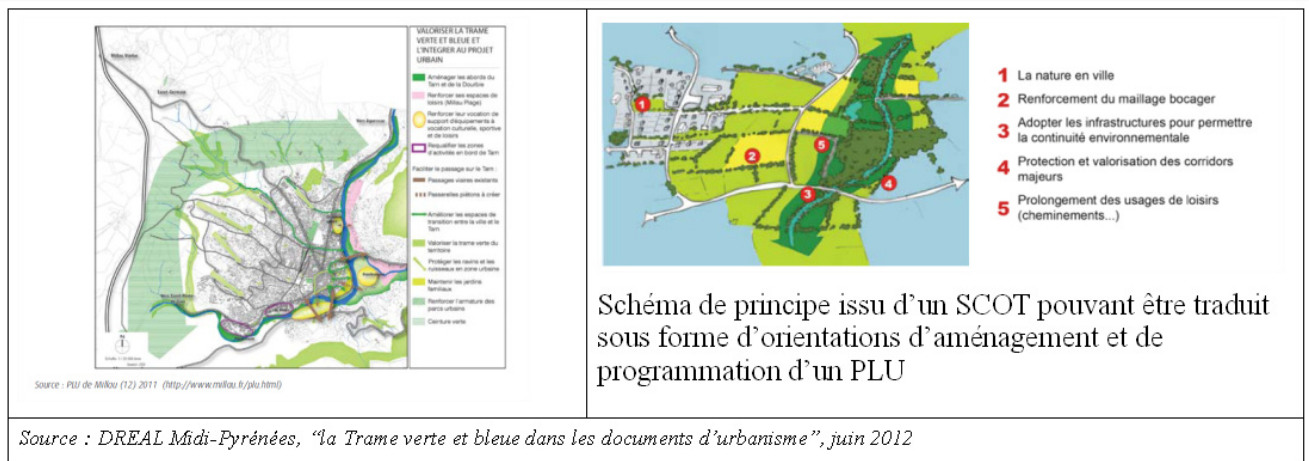 VALORISER LA TRAME
VERTE ET BLEUE ET
L'INTEGRER AU PROJET
URBAIN
Aménager les abords du
Tarn et de la Dourbie
Renforcer ses espaces de
loisirs (Millau Plage)
Renforcer leur vocation de
support d'équipements à
vocation culturelle, sportive
et de loisirs
Requalifier les zones
d'activités en bord de Tarn
Faciliter le passage sur le Tarn :
Passages viaires existants
Passerelles piétons à créer
Améliorer les espaces de
transition entre la ville et le
Tarn
Valoriser la trame verte du
territoire
Protéger les ravins et les
ruisseaux en zone urbaine
Maintenir les jardins
familiaux
Renforcer l'armature des
parcs urbains
Ceinture verte
Source : PLU de Millau (12) 2011 (http://www.millau.fr/plu.html)
1 La nature en ville
2 Renforcement du maillage bocager
3 Adopter les infrastructures pour permettre
la continuité environnementale
4 Protection et valorisation des corridors
majeurs
5 Prolongement des usages de loisirs
(cheminements...)
1
2
5
3
4
Schéma de principe issu d'un SCOT pouvant être traduit
sous forme d'orientations d'aménagement et de
programmation d'un PLU
Source : DREAL Midi-Pyrénées, “la Trame verte et bleue dans les documents d'urbanisme”, juin 2012